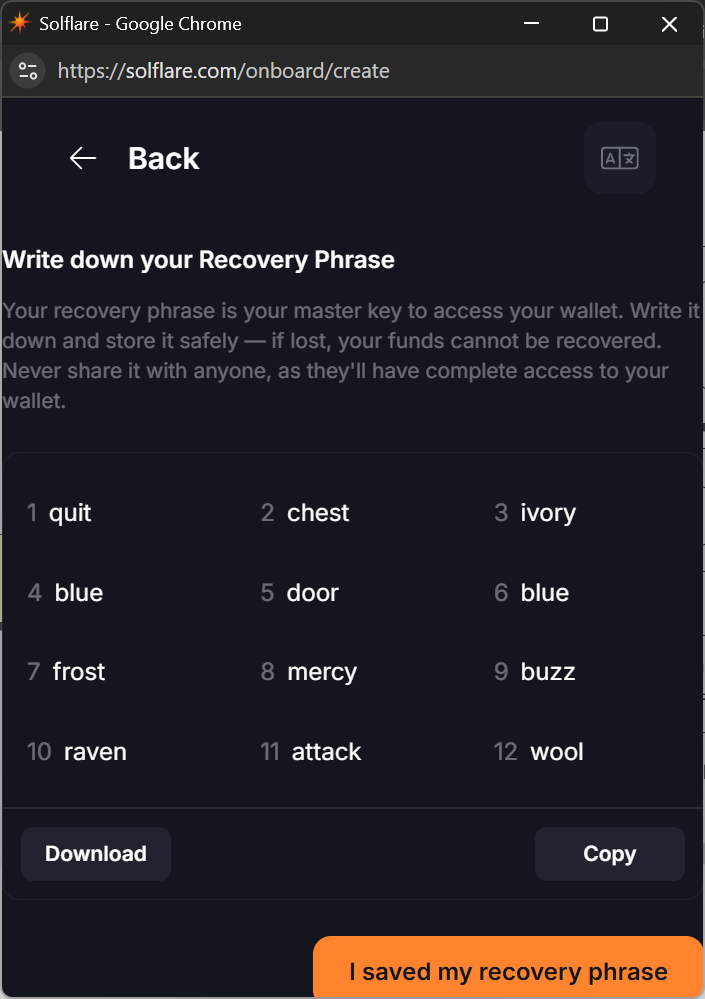 Solflare - Google Chrome
https://solflare.com/onboard/create
Back
Write down your Recovery Phrase
Your recovery phrase is your master key to access your wallet. Write it
down and store it safely — if lost, your funds cannot be recovered.
Never share it with anyone, as they'll have complete access to your
wallet.
1 quit 2 chest 3 ivory
4 blue 5 door 6 blue
7 frost 8 mercy 9 buzz
10 raven 11 attack 12 wool
Download Copy
I saved my recovery phrase